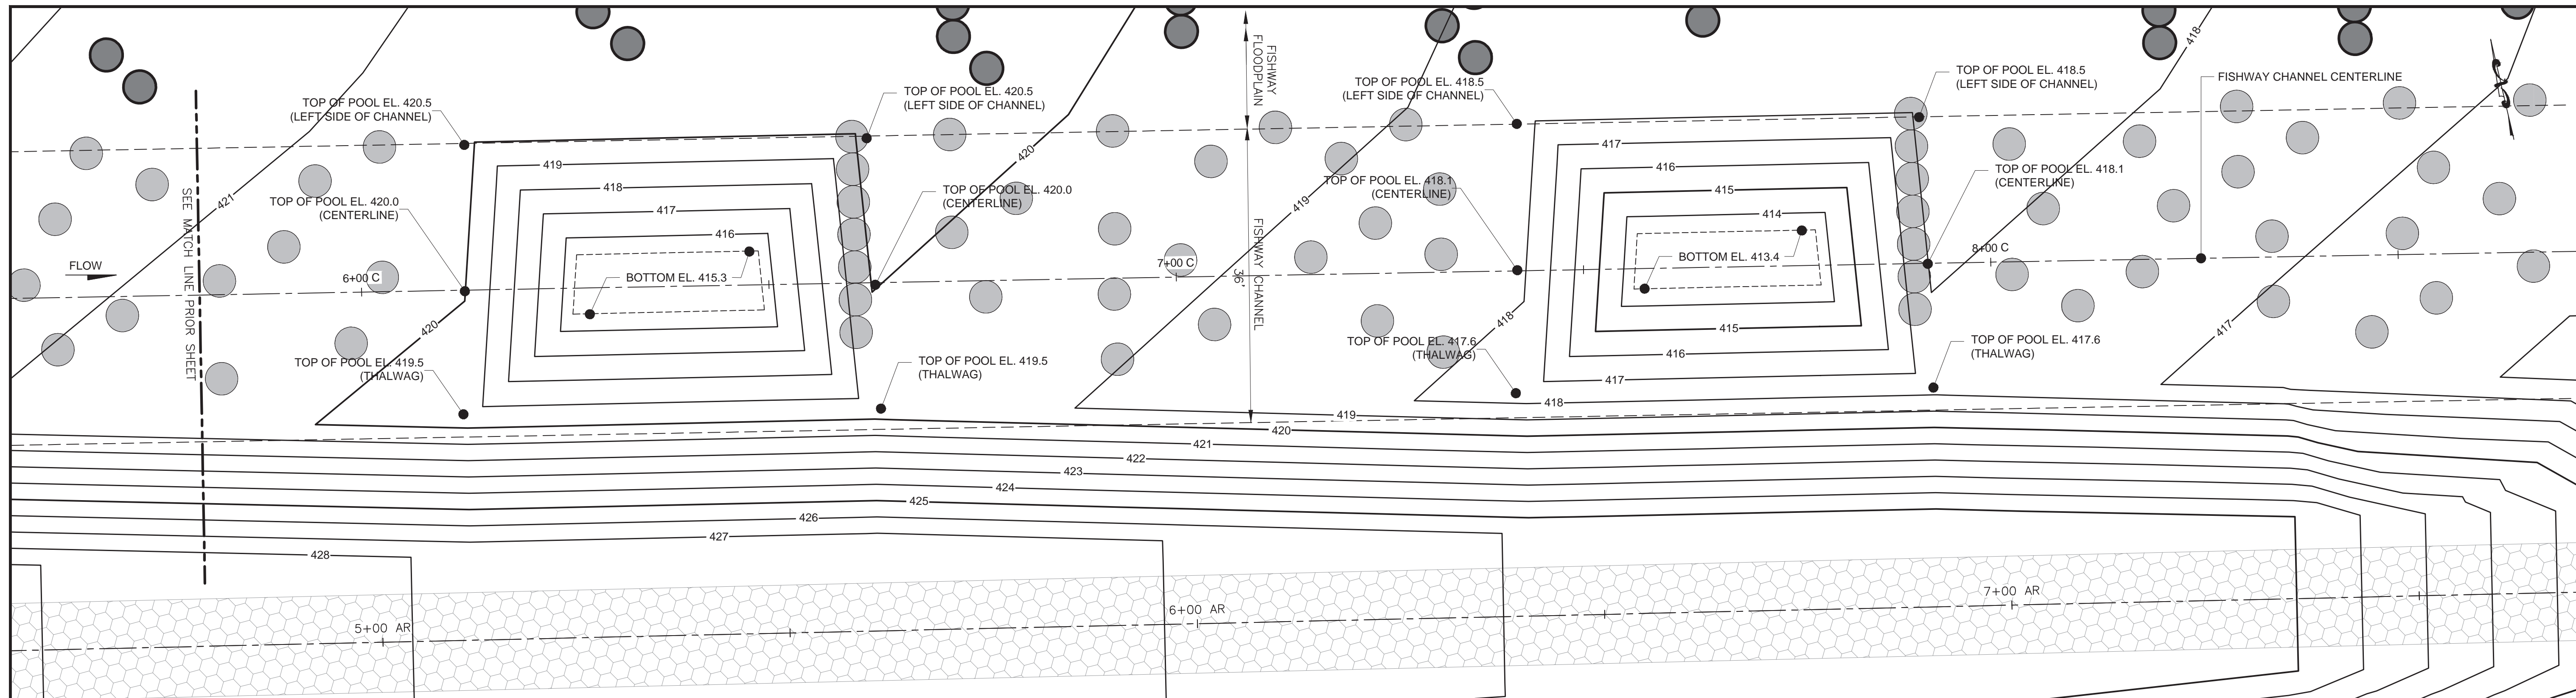 TOP OF POOL EL. 420.5
(LEFT SIDE OF CHANNEL)
TOP OF POOL EL. 420.5
(LEFT SIDE OF CHANNEL)
FISHWAY
FLOODPLAIN
TOP OF POOL EL. 418.5
(LEFT SIDE OF CHANNEL)
TOP OF POOL EL. 418.5
(LEFT SIDE OF CHANNEL)
418
FISHWAY CHANNEL CENTERLINE
421
SEE MATCH LINE PRIOR SHEET
TOP OF POOL EL. 420.0
(CENTERLINE)
419
418
417
416
TOP OF POOL EL. 420.0
(CENTERLINE)
420
419
TOP OF POOL EL. 418.1
(CENTERLINE)
417
416
415
414
TOP OF POOL EL. 418.1
(CENTERLINE)
FLOW
6+00 C
BOTTOM EL. 415.3
7+00 C
FISHWAY CHANNEL
36'
BOTTOM EL. 413.4
8+00 C
420
418
415
417
TOP OF POOL EL. 419.5
(THALWAG)
TOP OF POOL EL. 419.5
(THALWAG)
TOP OF POOL EL. 417.6
(THALWAG)
416
417
TOP OF POOL EL. 417.6
(THALWAG)
418
419
420
421
422
423
424
425
426
427
428
5+00 AR
6+00 AR
7+00 AR